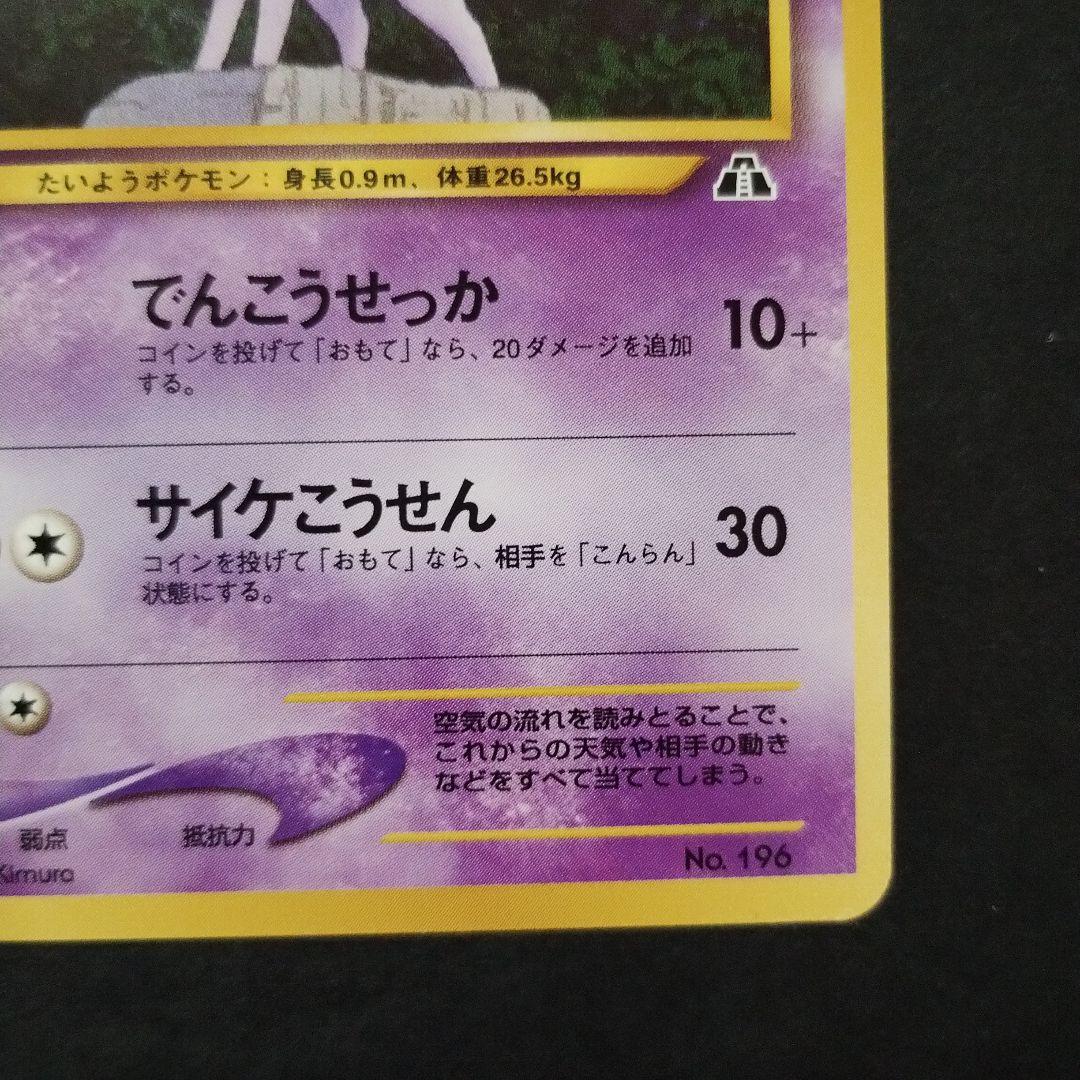 たいようポケモン：身長0.9m、体重26.5kg
でんこうせっか 10+
コインを投げて「おもて」なら、20ダメージを追加
する。
サイケこうせん 30
コインを投げて「おもて」なら、相手を「こんらん」
状態にする。
空気の流れを読みとることで、
これからの天気や相手の動き
などをすべて当ててしまう。
弱点 抵抗力
Kimura
No. 196